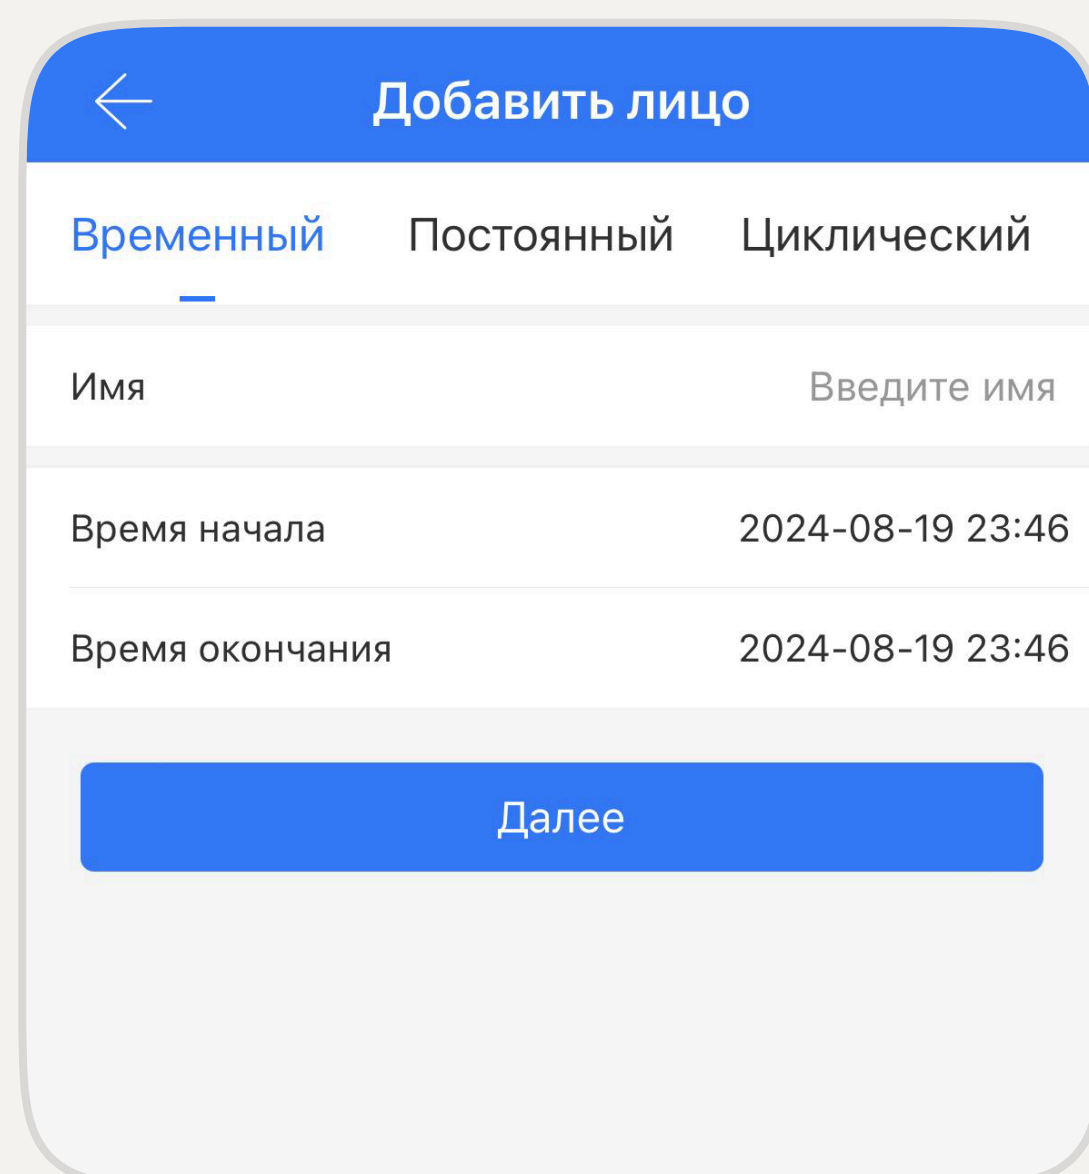 Добавить лицо
Временный Постоянный Циклический
Имя Введите имя
Время начала 2024-08-19 23:46
Время окончания 2024-08-19 23:46
Далее